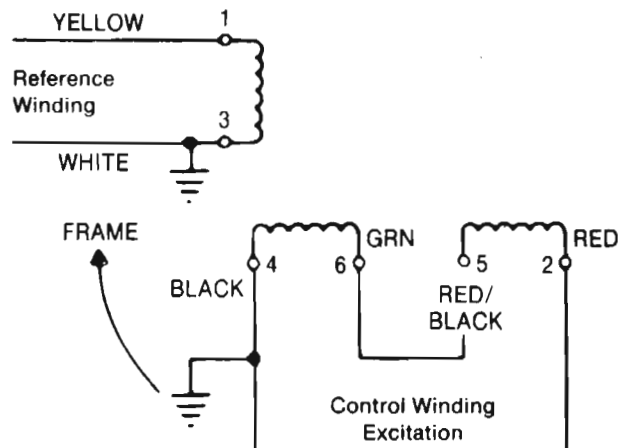 YELLOW
1
Reference
Winding
3
WHITE
FRAME
GRN
RED
4
6
5
2
BLACK
RED/
BLACK
Control Winding
Excitation